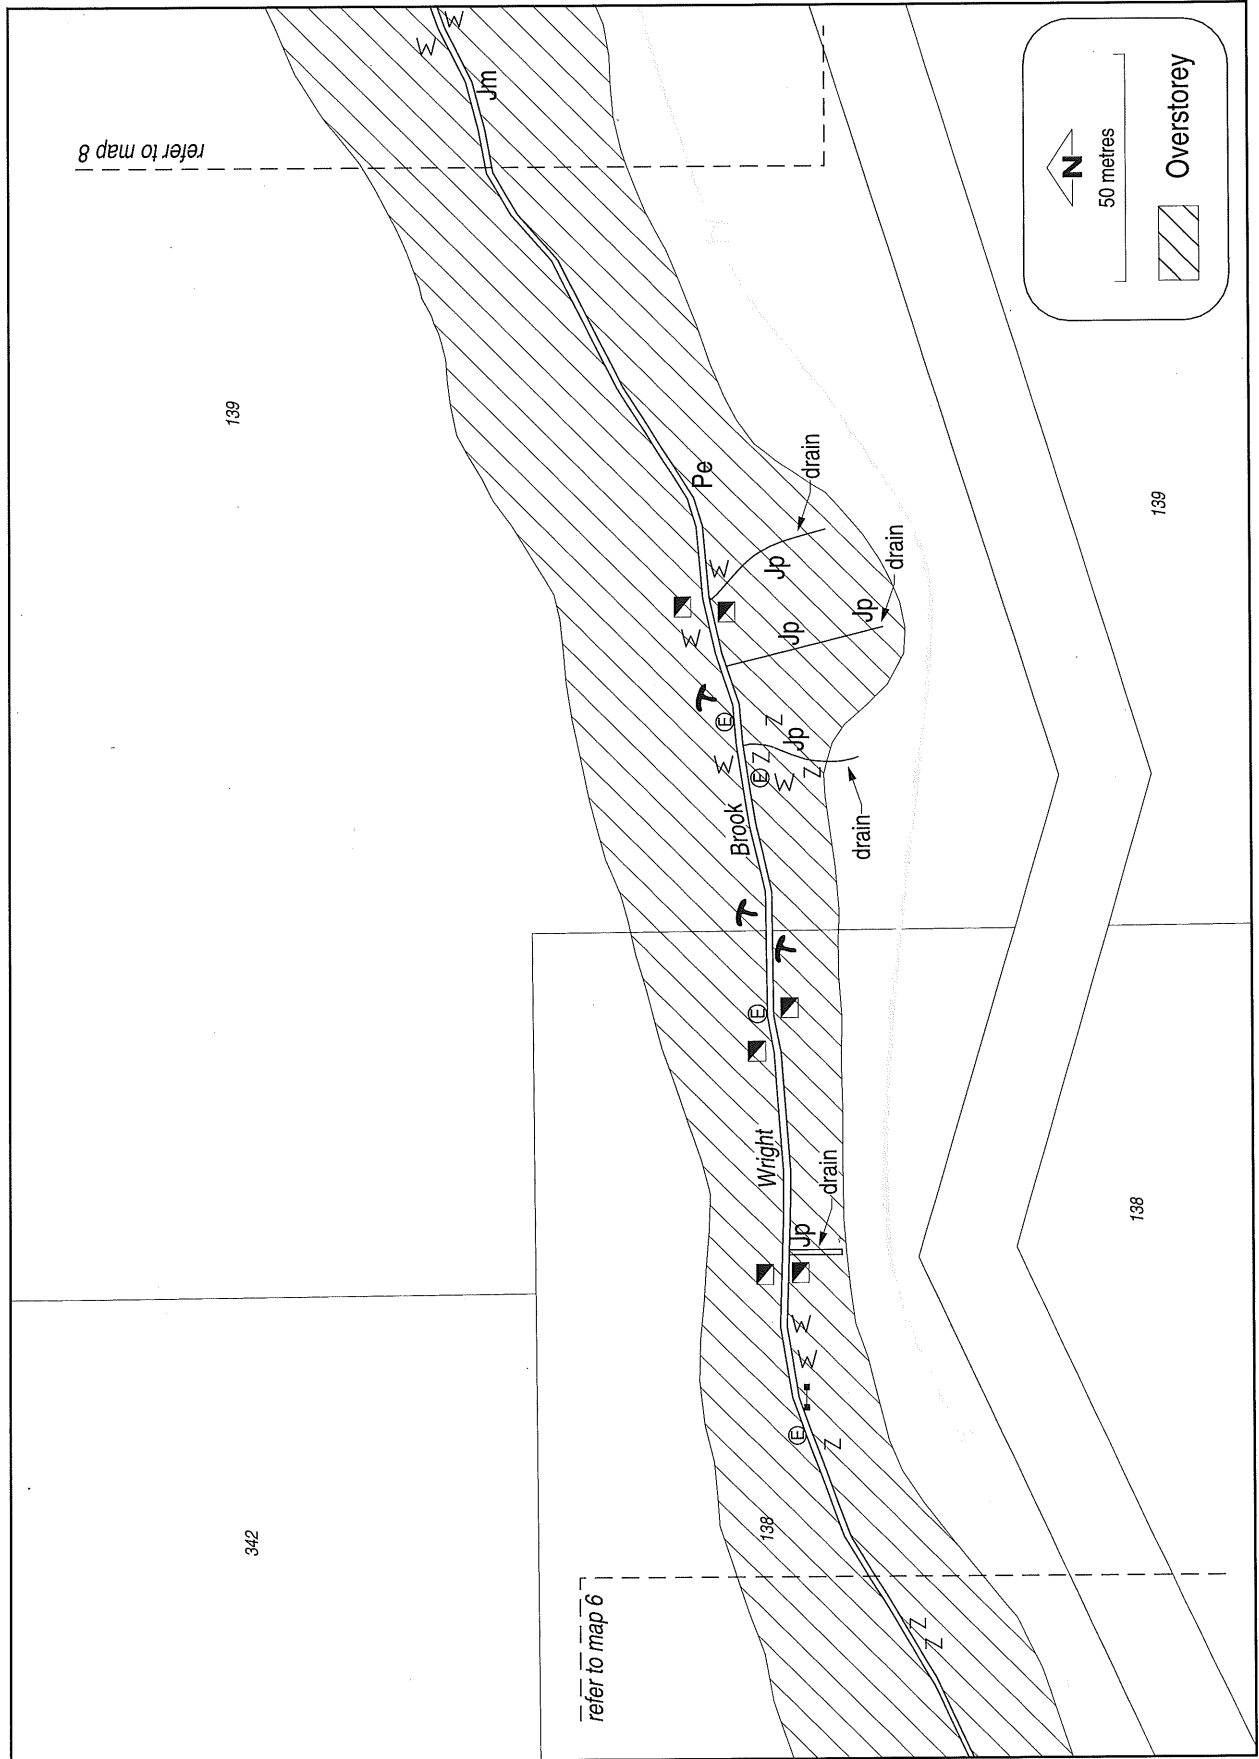 refer to map 8
Jm
139
Pe
drain
Jp
drain
Jp
Jp
E
Z
Jp
Z
E
Z
W
W
W
W
W
W
Brook
drain
139
N
50 metres
Overstorey
E
Wright
drain
Jp
138
W
W
E
Z
342
138
refer to map 6
Z
Z